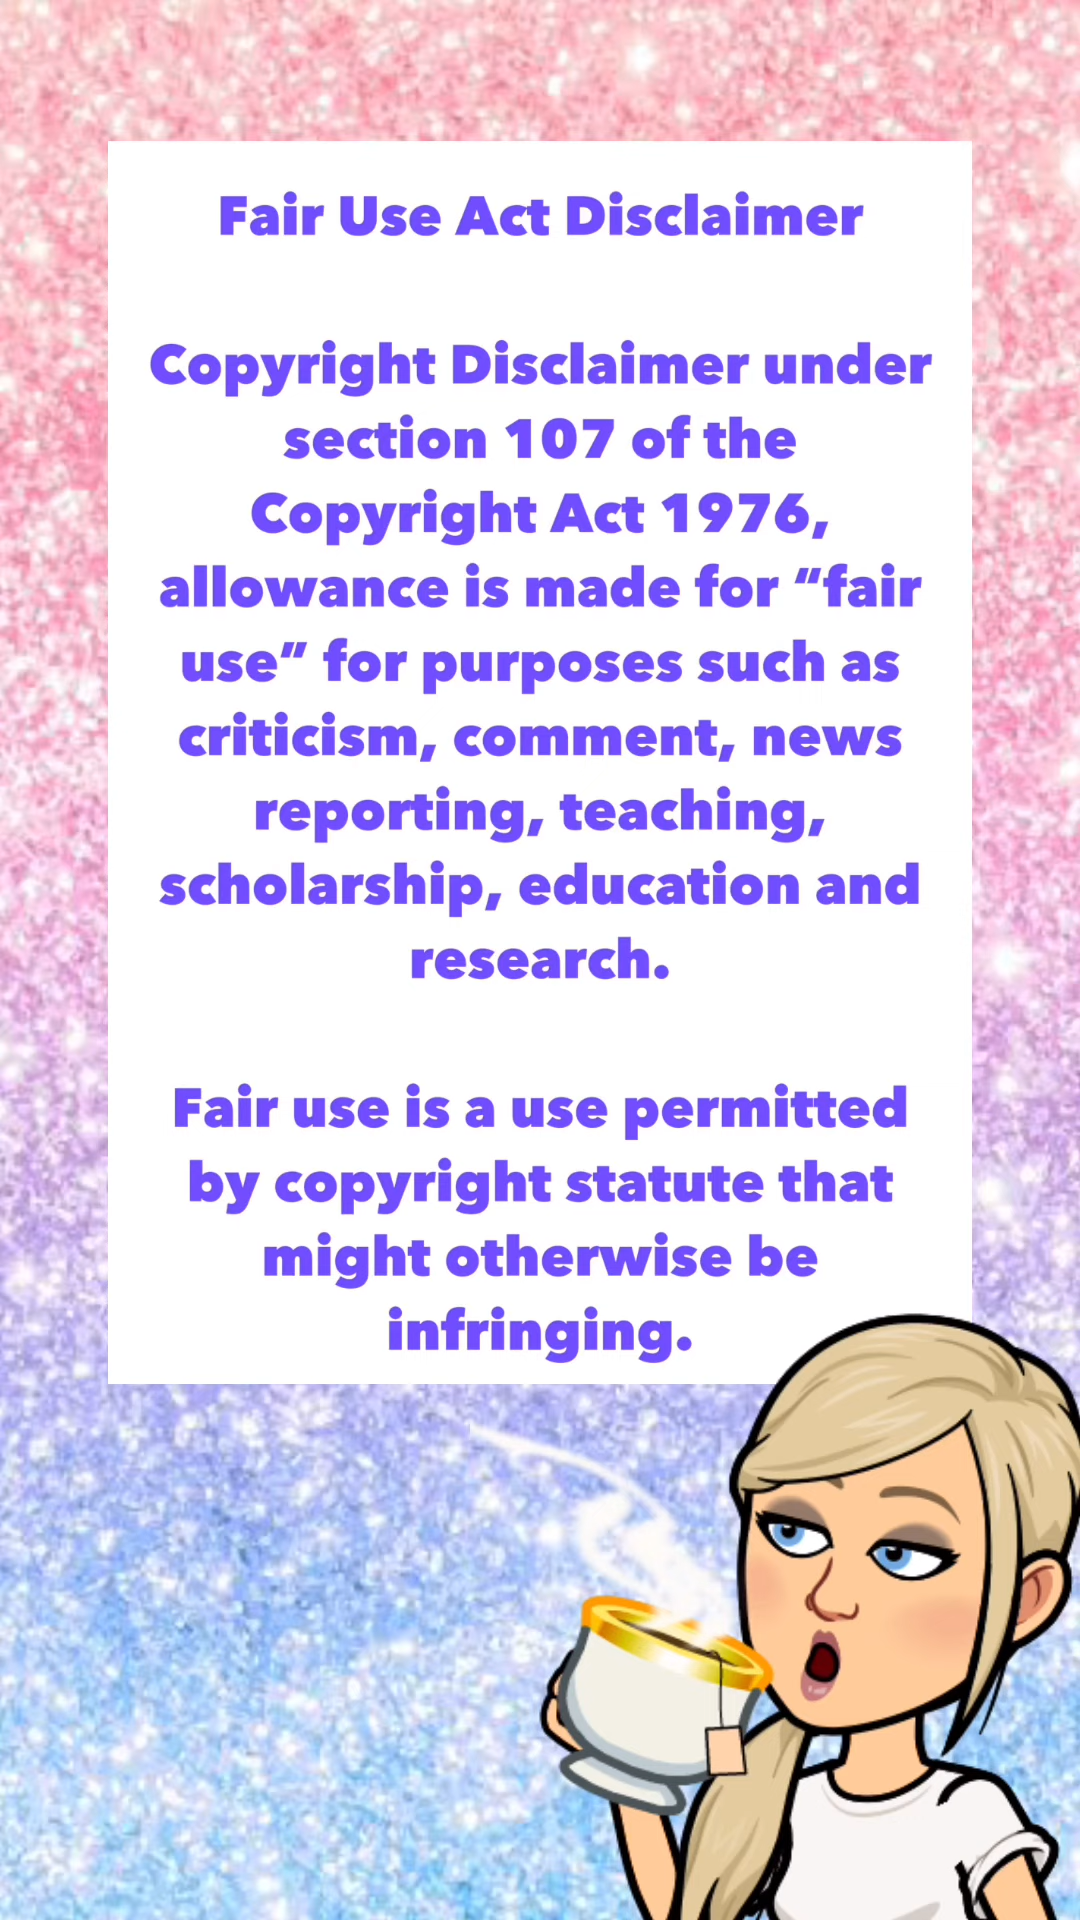 Fair Use Act Disclaimer
Copyright Disclaimer under
section 107 of the
Copyright Act 1976,
allowance is made for “fair
use” for purposes such as
criticism, comment, news
reporting, teaching,
scholarship, education and
research.
Fair use is a use permitted
by copyright statute that
might otherwise be
infringing.